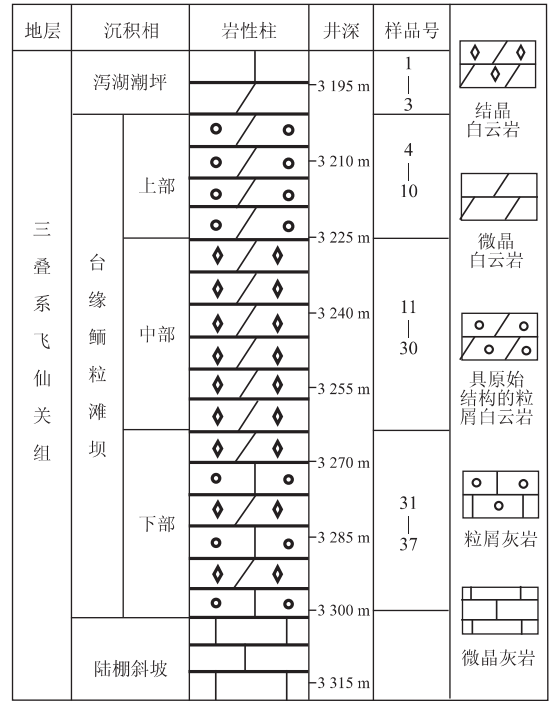 地层 沉积相 岩性柱 井深 样品号
三叠系飞仙关组
泻湖潮坪
台缘鲕粒滩坝
上部
中部
下部
陆棚斜坡
3 195 m
3 210 m
3 225 m
3 240 m
3 255 m
3 270 m
3 285 m
3 300 m
3 315 m
1
3
4
10
11
30
31
37
结晶
白云岩
微晶
白云岩
具原始
结构的粒
屑白云岩
粒屑灰岩
微晶灰岩